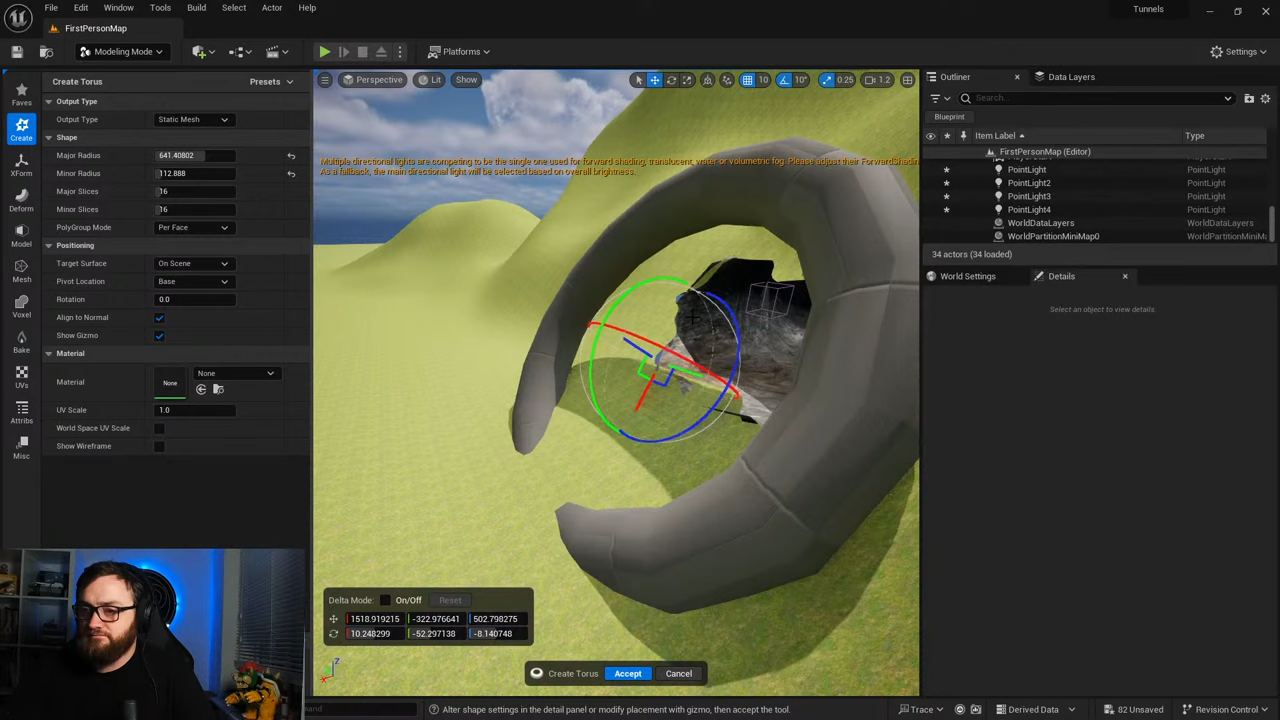 File Edit Window Tools Build Select Actor Help
Tunnels
FirstPersonMap
Modeling Mode
Platforms
Settings
Create Torus
Presets
Perspective
Lit
Show
10
10°
0.25
1.2
Outliner
Data Layers
Faves
Output Type
Search...
Output Type
Static Mesh
Blueprint
Create
Shape
Item Label
Type
Major Radius
641.40802
FirstPersonMap (Editor)
Multiple directional lights are competing to be the single one used for forward shading, translucent, water or volumetric fog. Please adjust their ForwardShadin
As a fallback, the main directional light will be selected based on overall brightness.
XForm
Minor Radius
112.888
PointLight
PointLight
Major Slices
16
PointLight2
PointLight
Deform
Minor Slices
16
PointLight3
PointLight
PolyGroup Mode
Per Face
PointLight4
PointLight
Model
Positioning
WorldDataLayers
WorldDataLayers
WorldPartitionMiniMap0
WorldPartitionMiniMa
Target Surface
On Scene
34 actors (34 loaded)
Mesh
Pivot Location
Base
World Settings
Details
Rotation
0.0
Select an object to view details.
Voxel
Align to Normal
Show Gizmo
Bake
Material
Material
None
None
UVs
UV Scale
1.0
Attribs
World Space UV Scale
Show Wireframe
Misc
Delta Mode:
On/Off
Reset
1518.919215
-322.976641
502.798275
10.248299
-52.297138
-8.140748
Z
X
Create Torus
Accept
Cancel
mand
Alter shape settings in the detail panel or modify placement with gizmo, then accept the tool.
Trace
Derived Data
82 Unsaved
Revision Control